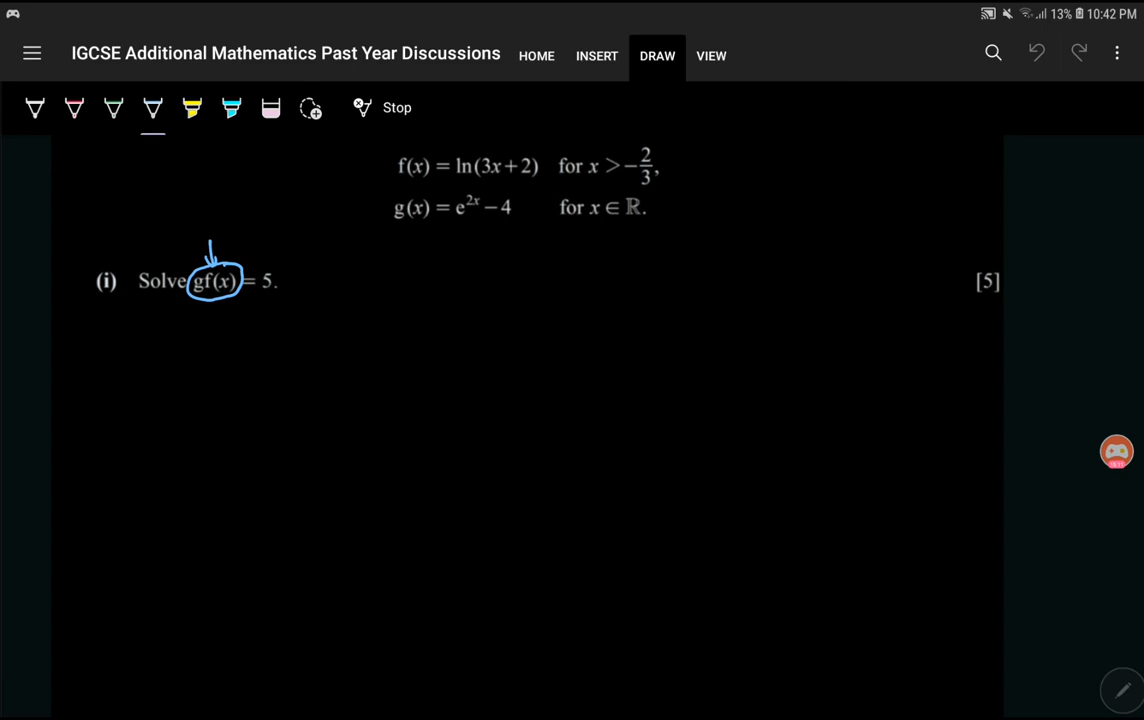 13% 10:42 PM
IGCSE Additional Mathematics Past Year Discussions HOME INSERT DRAW VIEW
Stop
f(x) = ln(3x+2) for x > -2/3,
g(x) = e^{2x} - 4 for x ∈ ℝ.
(i) Solve gf(x) = 5. [5]